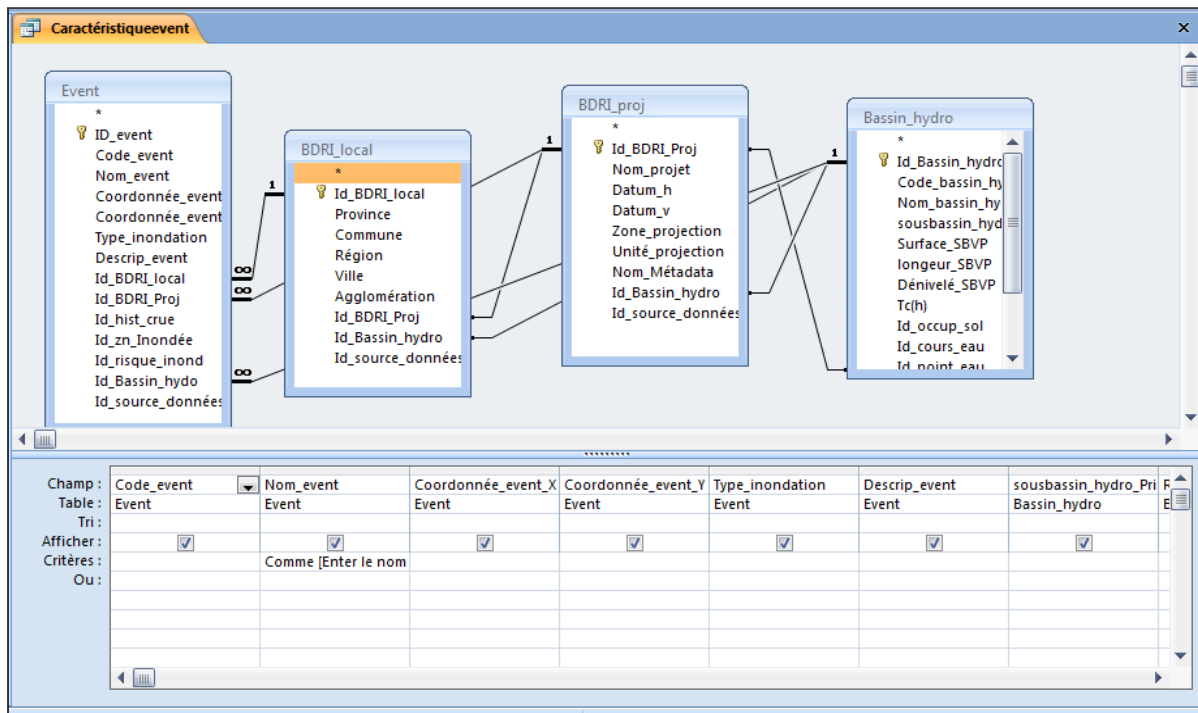 Caractéristiqueevent
Event
*
ID_event
Code_event
Nom_event
Coordonnée_event
Coordonnée_event
Type_inondation
Descrip_event
Id_BDRI_local
Id_BDRI_Proj
Id_hist_crue
Id_zn_Inondée
Id_risque_inond
Id_Bassin_hydo
Id_source_données
1
∞
∞
∞
BDRI_local
*
Id_BDRI_local
Province
Commune
Région
Ville
Agglomération
Id_BDRI_Proj
Id_Bassin_hydro
Id_source_données
1
BDRI_proj
*
Id_BDRI_Proj
Nom_projet
Datum_h
Datum_v
Zone_projection
Unité_projection
Nom_Métadata
Id_Bassin_hydro
Id_source_données
1
Bassin_hydro
*
Id_Bassin_hydro
Code_bassin_hy
Nom_bassin_hy
sousbassin_hyd
Surface_SBVP
longeur_SBVP
Dénivelé_SBVP
Tc(h)
Id_occup_sol
Id_cours_eau
Id_point_eau
Champ : Code_event Nom_event Coordonnée_event_X Coordonnée_event_Y Type_inondation Descrip_event sousbassin_hydro_Pri R
Table : Event Event Event Event Event Event Bassin_hydro
Tri :
Afficher :
Critères : Comme [Enter le nom
Ou :